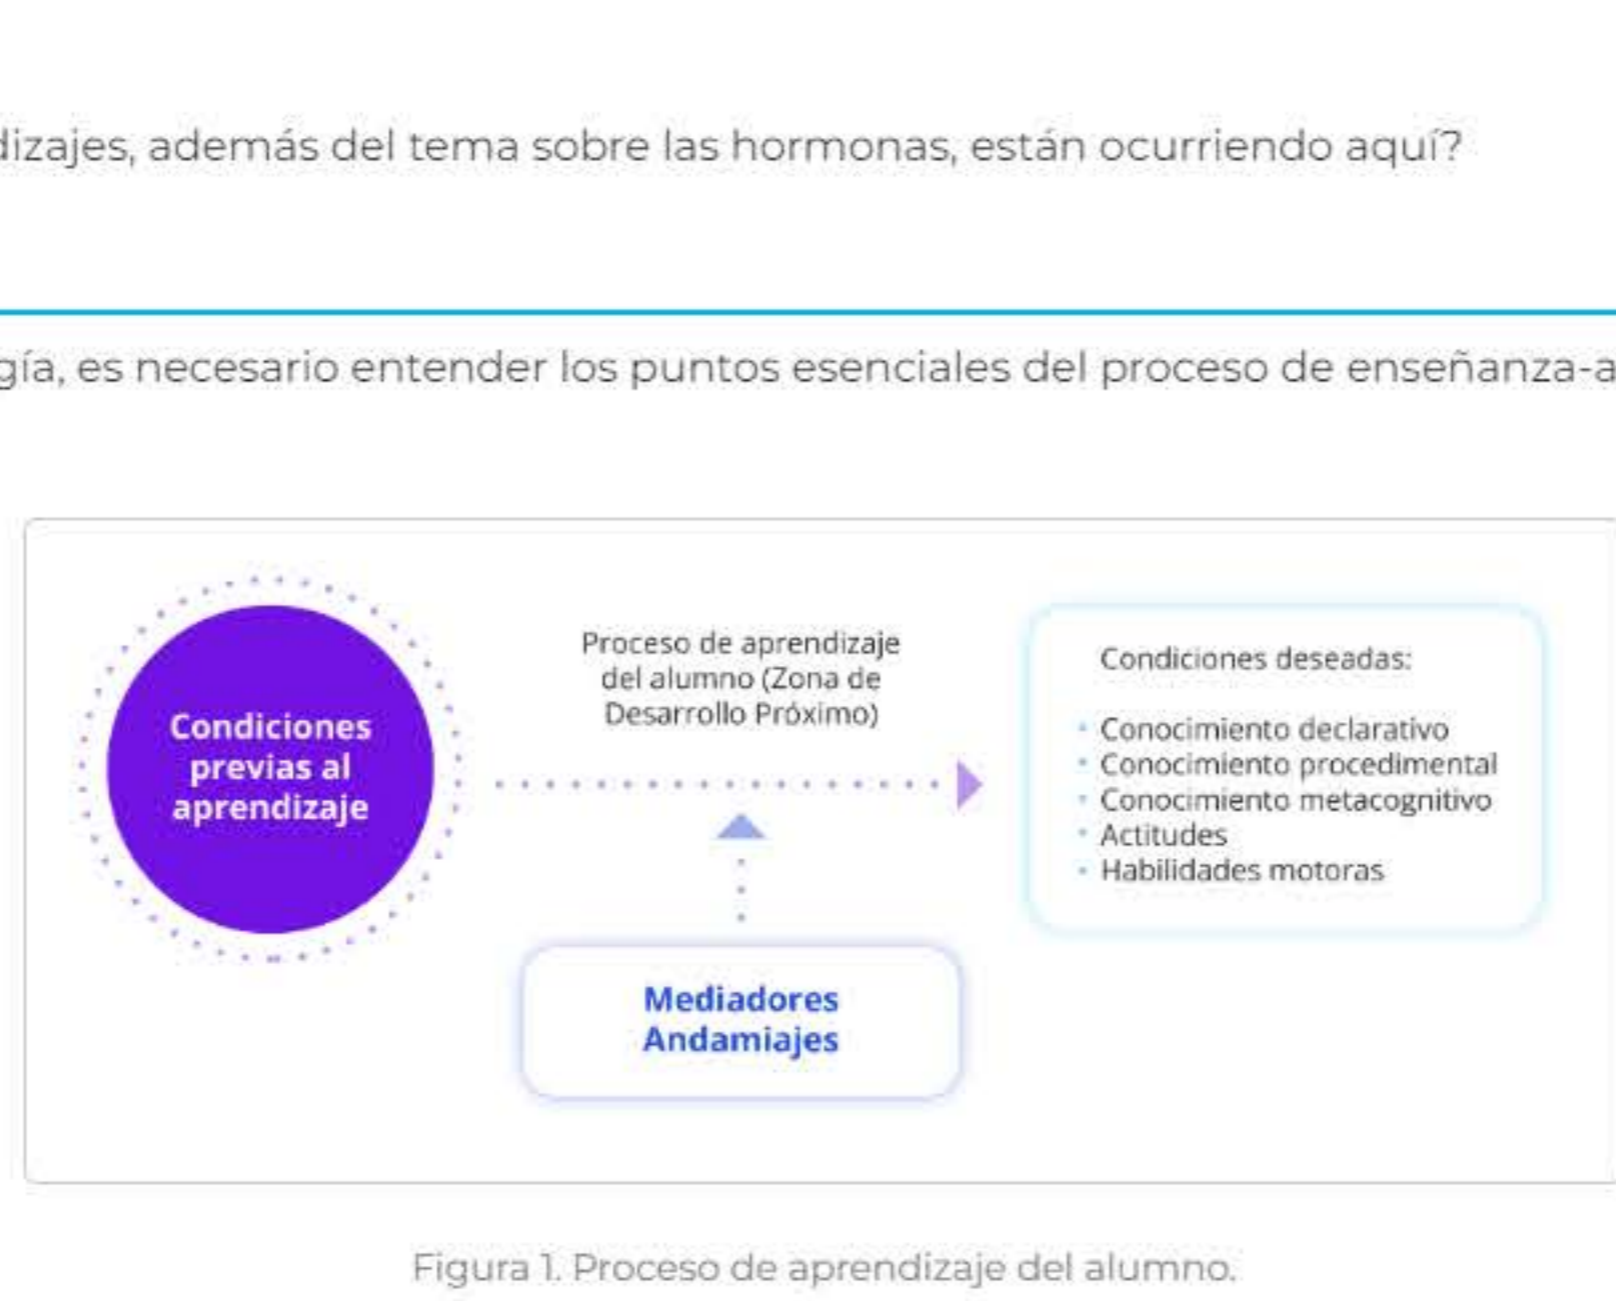 dizajes, además del tema sobre las hormonas, están ocurriendo aquí?
gía, es necesario entender los puntos esenciales del proceso de enseñanza-a
Condiciones
previas al
aprendizaje
Proceso de aprendizaje
del alumno (Zona de
Desarrollo Próximo)
Mediadores
Andamiajes
Condiciones deseadas:
• Conocimiento declarativo
• Conocimiento procedimental
• Conocimiento metacognitivo
• Actitudes
• Habilidades motoras
Figura 1. Proceso de aprendizaje del alumno.